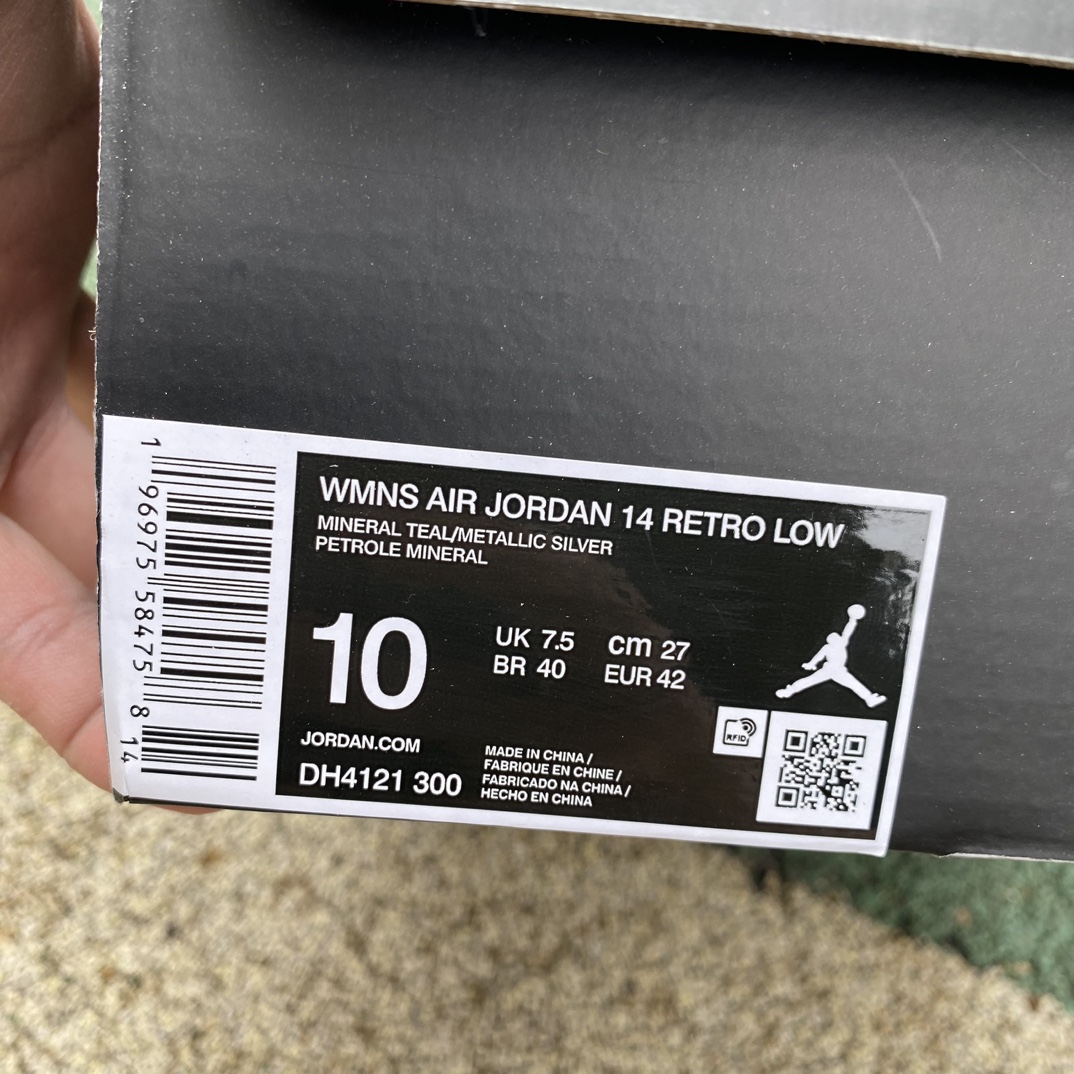 WMNS AIR JORDAN 14 RETRO LOW
MINERAL TEAL/METALLIC SILVER
PETROLE MINERAL
10
UK 7.5
cm 27
BR 40
EUR 42
JORDAN.COM
DH4121 300
MADE IN CHINA /
FABRIQUE EN CHINE /
FABRICADO NA CHINA /
HECHO EN CHINA
RFID
1 96975 58475 8 14